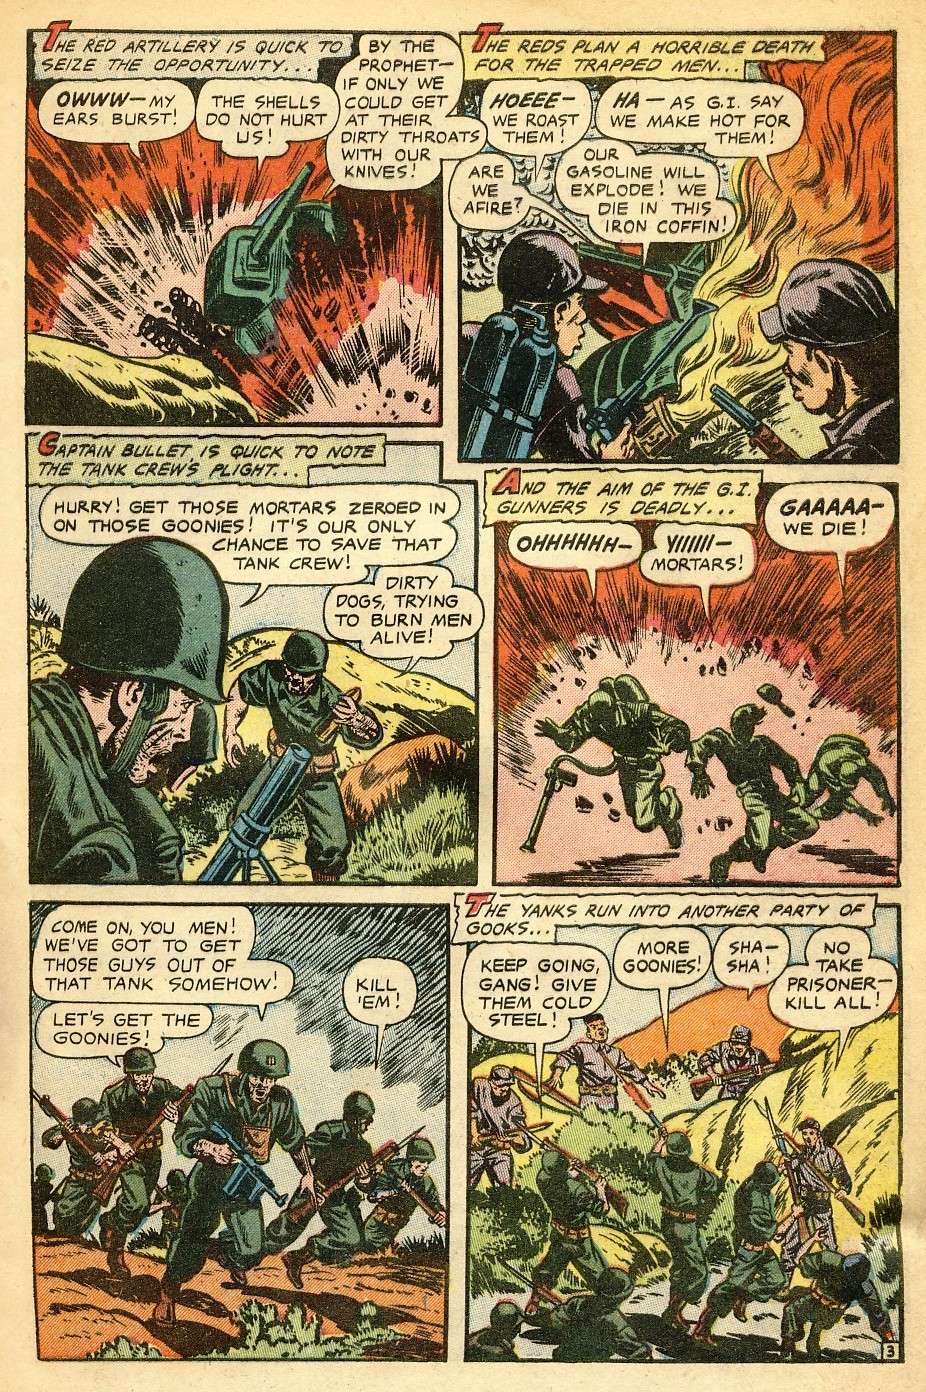 THE RED ARTILLERY IS QUICK TO
SEIZE THE OPPORTUNITY...
OWWW— MY
EARS BURST!
THE SHELLS
DO NOT HURT
US!
BY THE
PROPHET—
IF ONLY WE
COULD GET
AT THEIR
DIRTY THROATS
WITH OUR
KNIVES!
THE REDS PLAN A HORRIBLE DEATH
FOR THE TRAPPED MEN...
HOEEE—
WE ROAST
THEM!
HA— AS G.I. SAY
WE MAKE HOT FOR
THEM!
ARE
WE
AFIRE?
OUR
GASOLINE WILL
EXPLODE! WE
DIE IN THIS
IRON COFFIN!
CAPTAIN BULLET IS QUICK TO NOTE
THE TANK CREW'S PLIGHT...
HURRY! GET THOSE MORTARS ZEROED IN
ON THOSE GOONIES! IT'S OUR ONLY
CHANCE TO SAVE THAT
TANK CREW!
DIRTY
DOGS, TRYING
TO BURN MEN
ALIVE!
AND THE AIM OF THE G.I.
GUNNERS IS DEADLY...
OHHHHHH—
YIIIIII—
MORTARS!
GAAAAA—
WE DIE!
COME ON, YOU MEN!
WE'VE GOT TO GET
THOSE GUYS OUT OF
THAT TANK SOMEHOW!
LET'S GET THE
GOONIES!
KILL
'EM!
THE YANKS RUN INTO ANOTHER PARTY OF
GOOKS...
KEEP GOING,
GANG! GIVE
THEM COLD
STEEL!
MORE
GOONIES!
SHA-
SHA!
NO
TAKE
PRISONER—
KILL ALL!
3